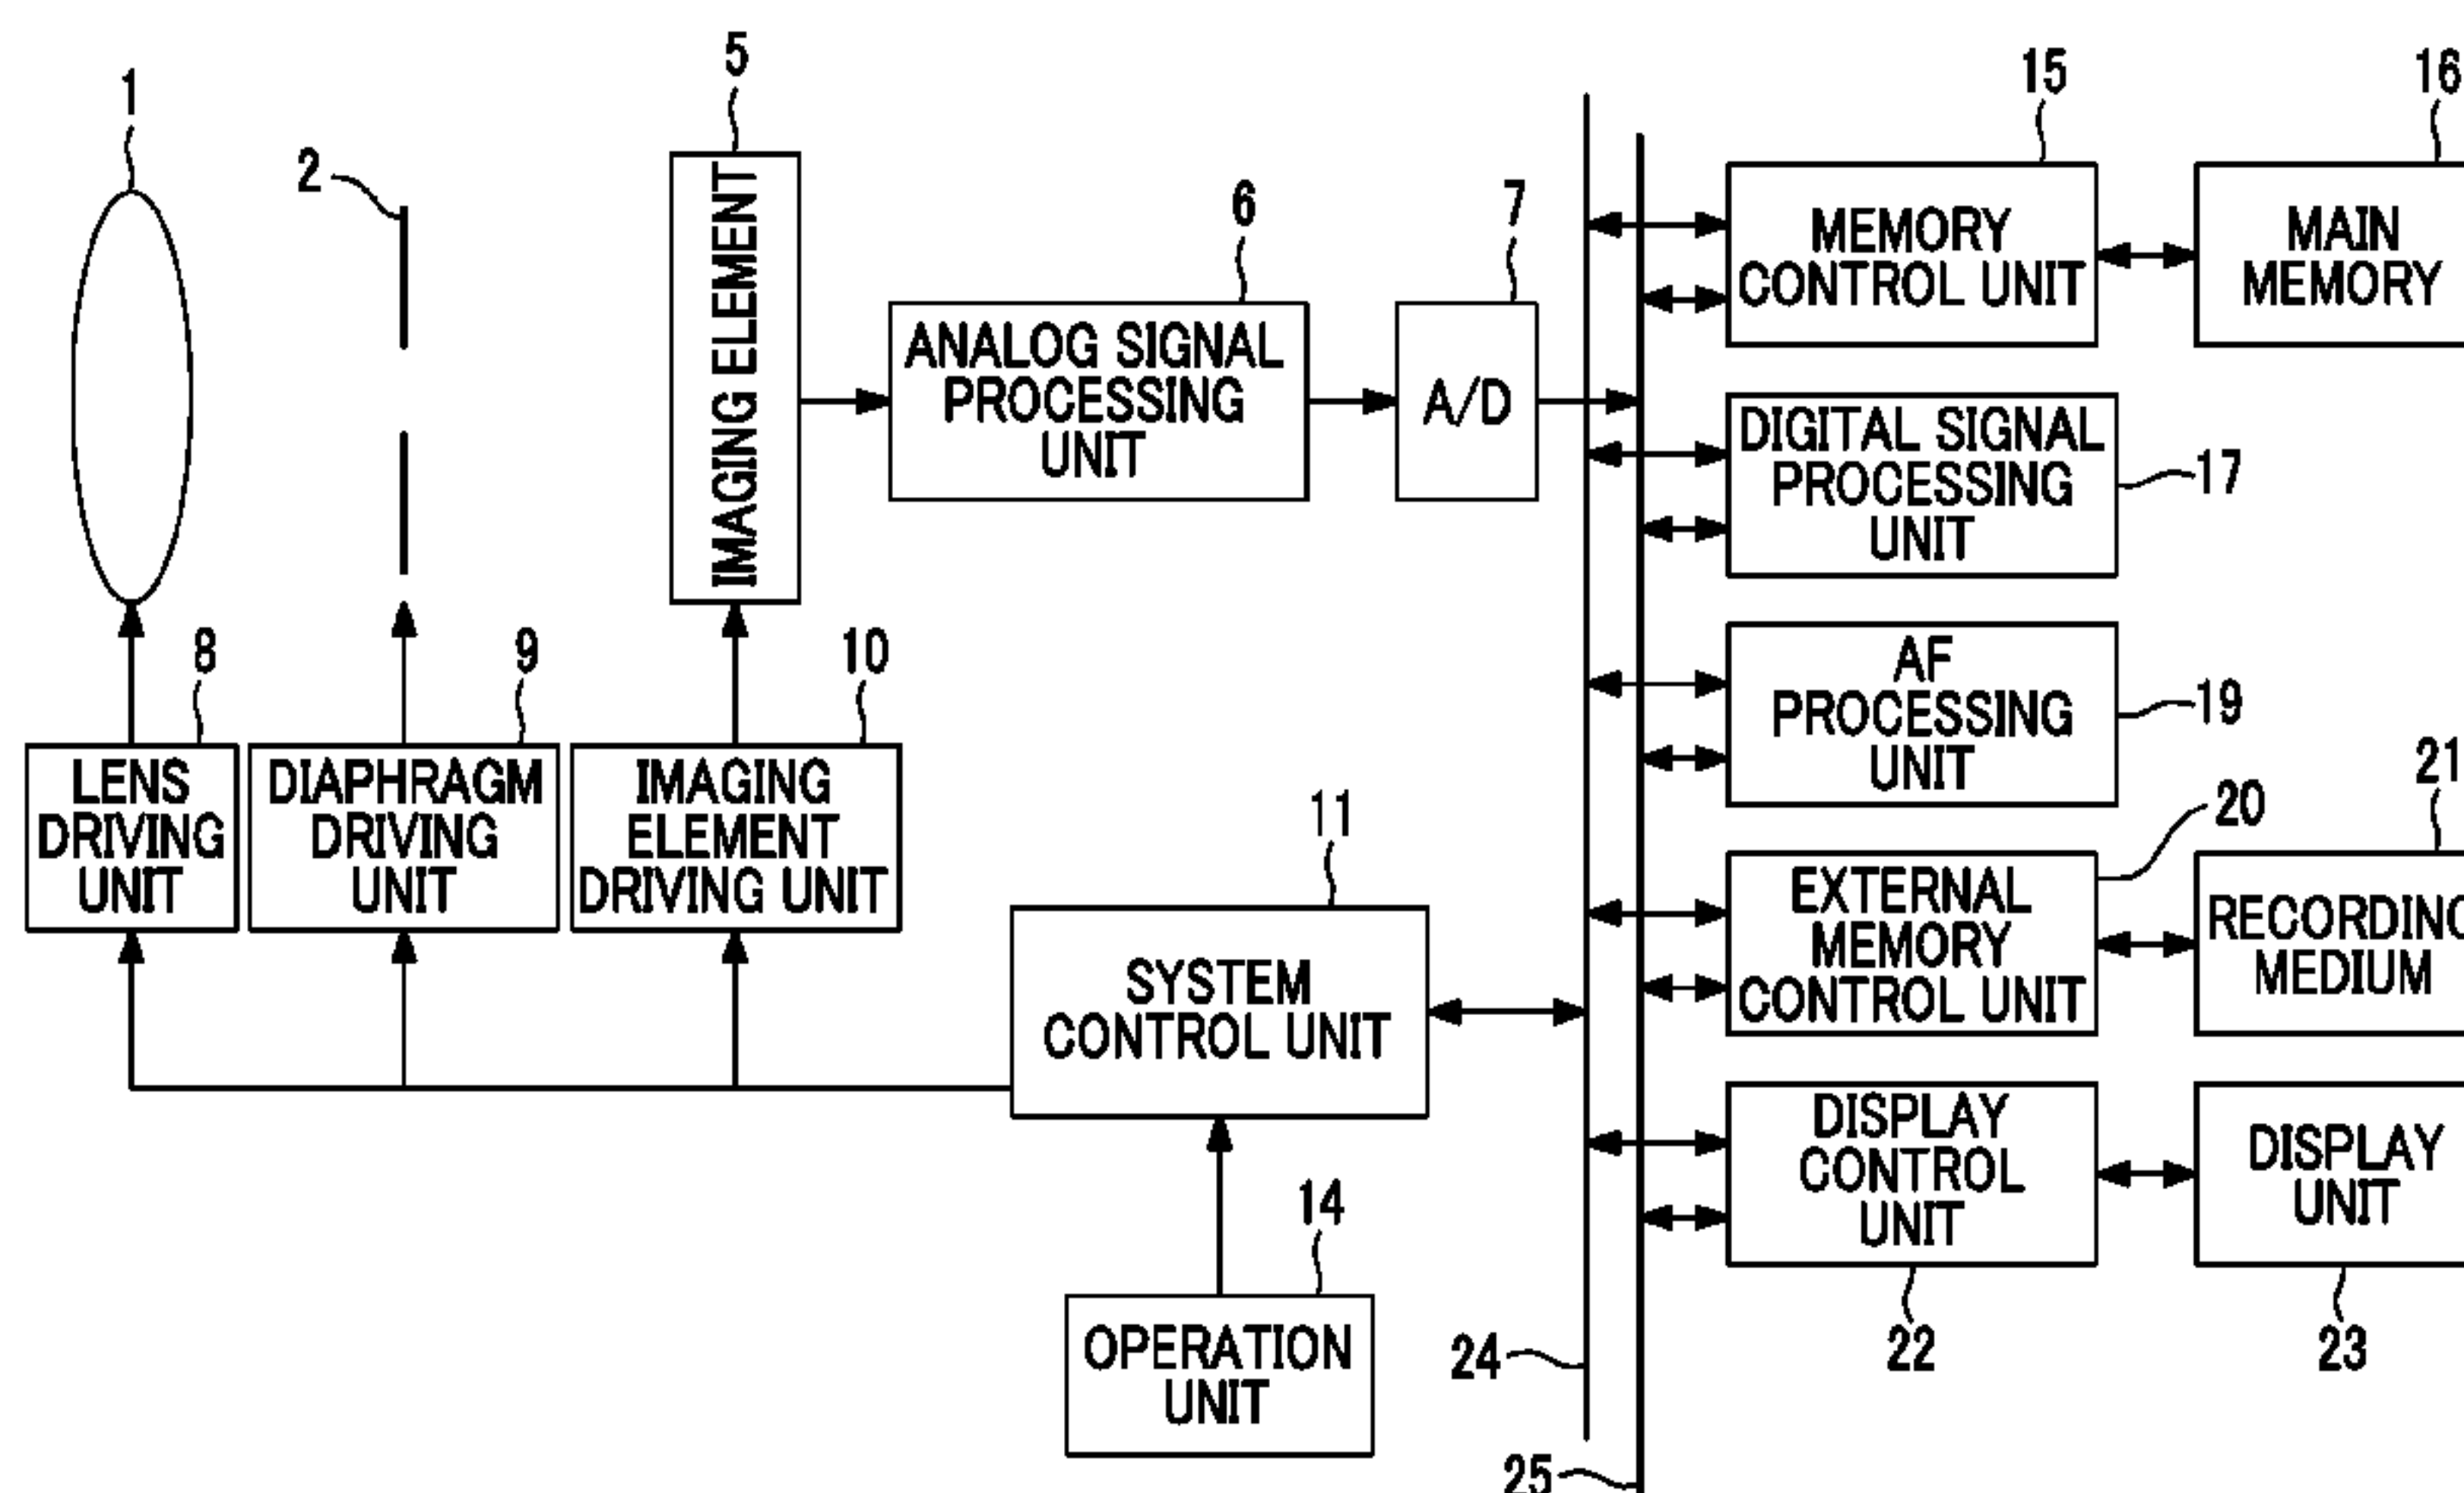 1
2
5
6
7
15
16
IMAGING ELEMENT
ANALOG SIGNAL
PROCESSING
UNIT
A/D
MEMORY
CONTROL UNIT
MAIN
MEMORY
DIGITAL SIGNAL
PROCESSING
UNIT
17
AF
PROCESSING
UNIT
19
8
9
10
LENS
DRIVING
UNIT
DIAPHRAGM
DRIVING
UNIT
IMAGING
ELEMENT
DRIVING UNIT
11
SYSTEM
CONTROL UNIT
20
21
EXTERNAL
MEMORY
CONTROL UNIT
RECORDING
MEDIUM
DISPLAY
CONTROL
UNIT
DISPLAY
UNIT
22
23
14
OPERATION
UNIT
24
25